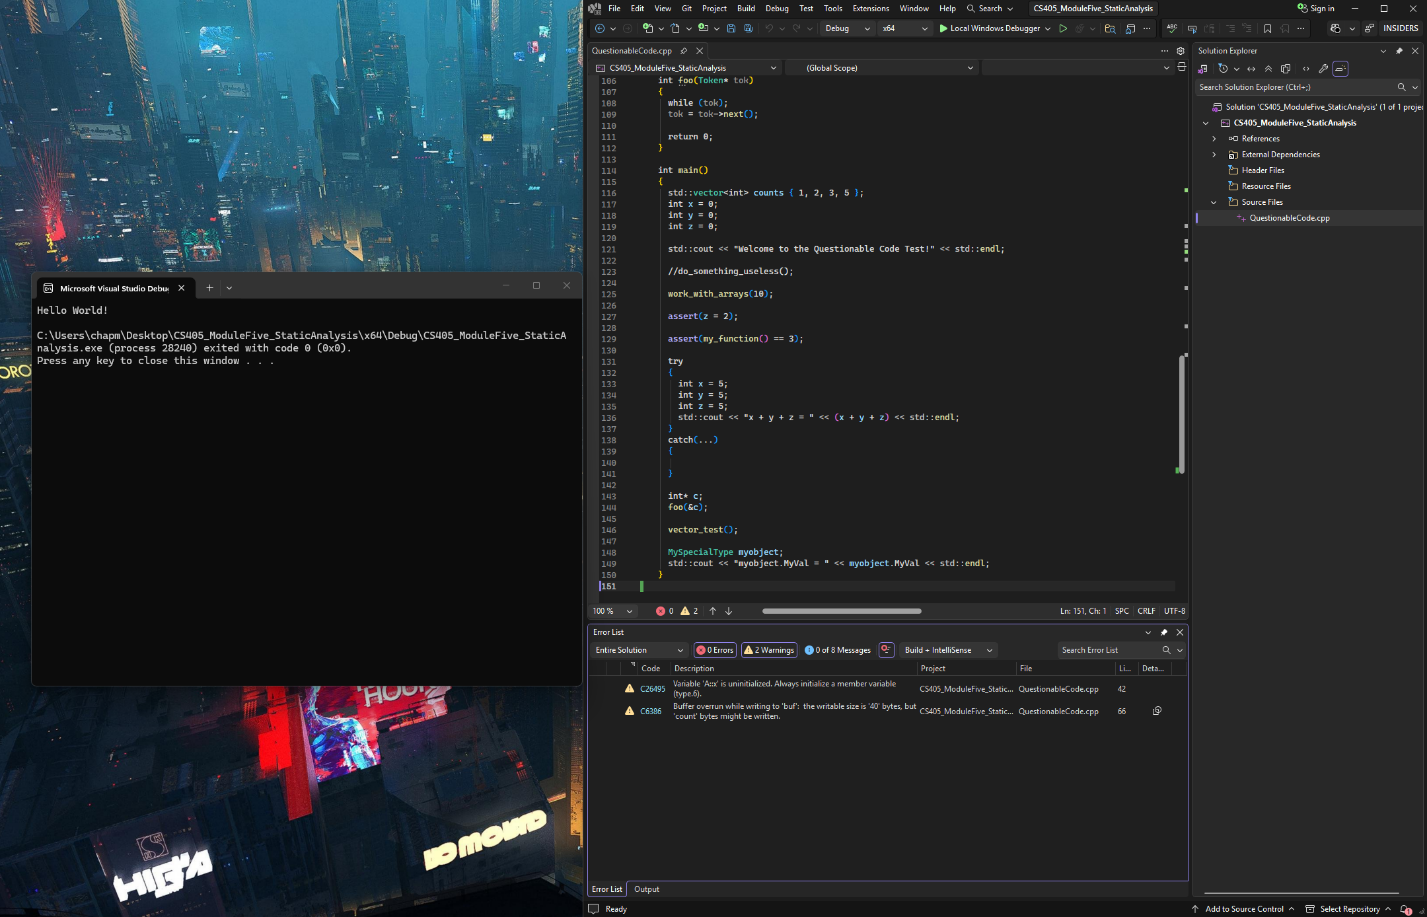 File Edit View Git Project Build Debug Test Tools Extensions Window Help Search CS405_ModuleFive_StaticAnalysis Sign in
Debug x64 Local Windows Debugger INSIDERS
QuestionableCode.cpp
CS405_ModuleFive_StaticAnalysis (Global Scope)
106 int foo(Token* tok)
107 {
108 while (tok);
109 tok = tok->next();
110
111 return 0;
112 }
113
114 int main()
115 {
116 std::vector<int> counts { 1, 2, 3, 5 };
117 int x = 0;
118 int y = 0;
119 int z = 0;
120
121 std::cout << "Welcome to the Questionable Code Test!" << std::endl;
122
123 //do_something_useless();
124
125 work_with_arrays(10);
126
127 assert(z = 2);
128
129 assert(my_function() == 3);
130
131 try
132 {
133 int x = 5;
134 int y = 5;
135 int z = 5;
136 std::cout << "x + y + z = " << (x + y + z) << std::endl;
137 }
138 catch(...)
139 {
140
141 }
142
143 int* c;
144 foo(&c);
145
146 vector_test();
147
148 MySpecialType myobject;
149 std::cout << "myobject.MyVal = " << myobject.MyVal << std::endl;
150 }
151
100 % 0 2 Ln: 151, Ch: 1 SPC CRLF UTF-8
Error List
Entire Solution 0 Errors 2 Warnings 0 of 8 Messages Build + IntelliSense Search Error List
Code Description Project File Li... Deta...
C26495 Variable 'A::x' is uninitialized. Always initialize a member variable CS405_ModuleFive_Static... QuestionableCode.cpp 42
(type.6).
C6386 Buffer overrun while writing to 'buf': the writable size is '40' bytes, but CS405_ModuleFive_Static... QuestionableCode.cpp 66
'count' bytes might be written.
Error List Output
Ready Add to Source Control Select Repository
Solution Explorer
Search Solution Explorer (Ctrl+;)
Solution 'CS405_ModuleFive_StaticAnalysis' (1 of 1 projec
CS405_ModuleFive_StaticAnalysis
References
External Dependencies
Header Files
Resource Files
Source Files
QuestionableCode.cpp
Microsoft Visual Studio Debug
Hello World!
C:\Users\chapm\Desktop\CS405_ModuleFive_StaticAnalysis\x64\Debug\CS405_ModuleFive_StaticA
nalysis.exe (process 28240) exited with code 0 (0x0).
Press any key to close this window . . .